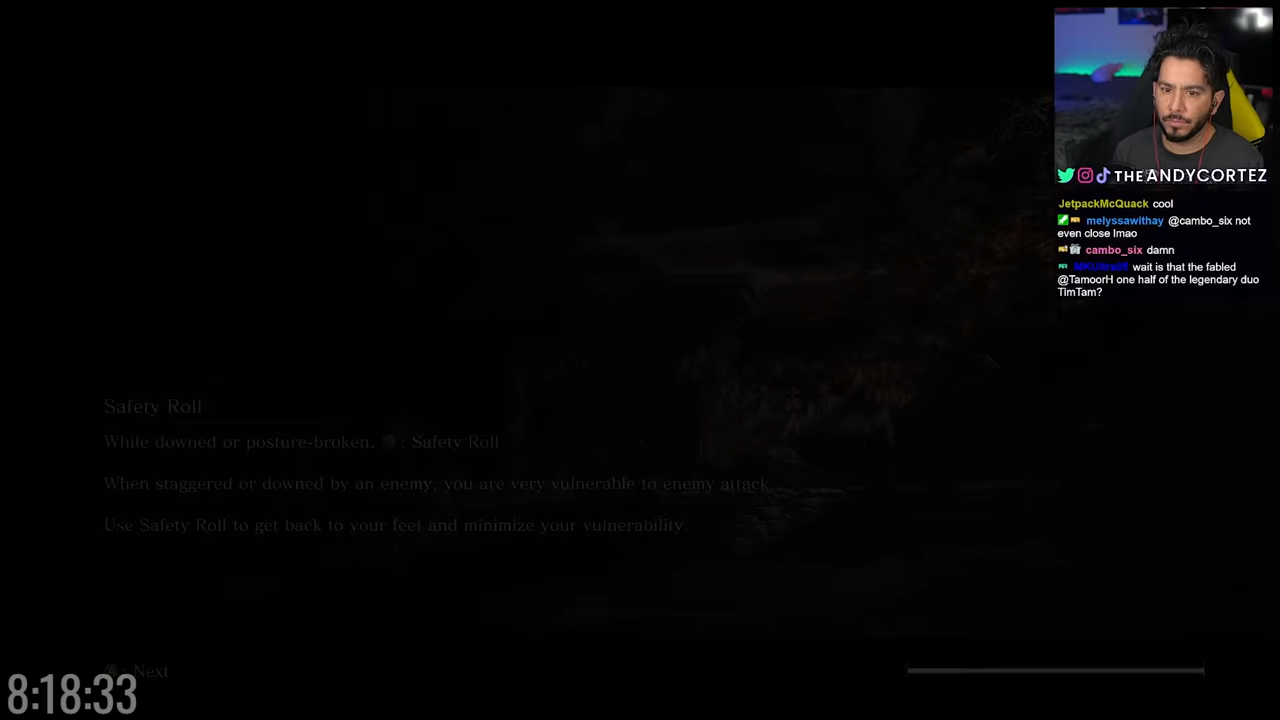 THEANDYCORTEZ
JetpackMcQuack cool
melyssawithay @cambo_six not
even close lmao
cambo_six damn
MKUltra06 wait is that the fabled
@TamoorH one half of the legendary duo
TimTam?
Safety Roll
While downed or posture-broken, : Safety Roll
When staggered or downed by an enemy, you are very vulnerable to enemy attack.
Use Safety Roll to get back to your feet and minimize your vulnerability.
: Next
8:18:33